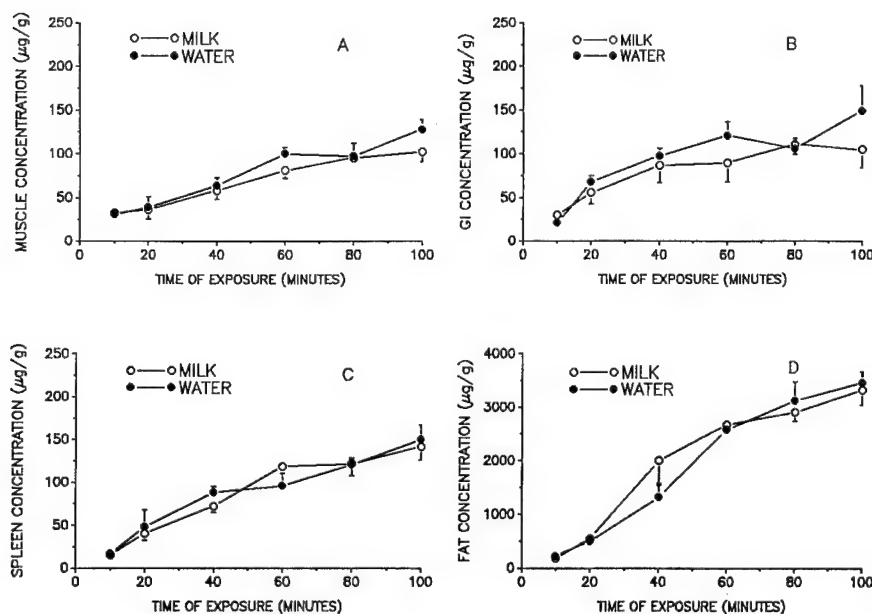 A
MILK
WATER
MUSCLE CONCENTRATION (µg/g)
250
200
150
100
50
0
20 40 60 80 100
TIME OF EXPOSURE (MINUTES)
B
MILK
WATER
GI CONCENTRATION (µg/g)
250
200
150
100
50
0
0 20 40 60 80 100
TIME OF EXPOSURE (MINUTES)
C
MILK
WATER
SPLEEN CONCENTRATION (µg/g)
250
200
150
100
50
0
0 20 40 60 80 100
TIME OF EXPOSURE (MINUTES)
D
MILK
WATER
FAT CONCENTRATION (µg/g)
4000
3000
2000
1000
0
0 20 40 60 80 100
TIME OF EXPOSURE (MINUTES)